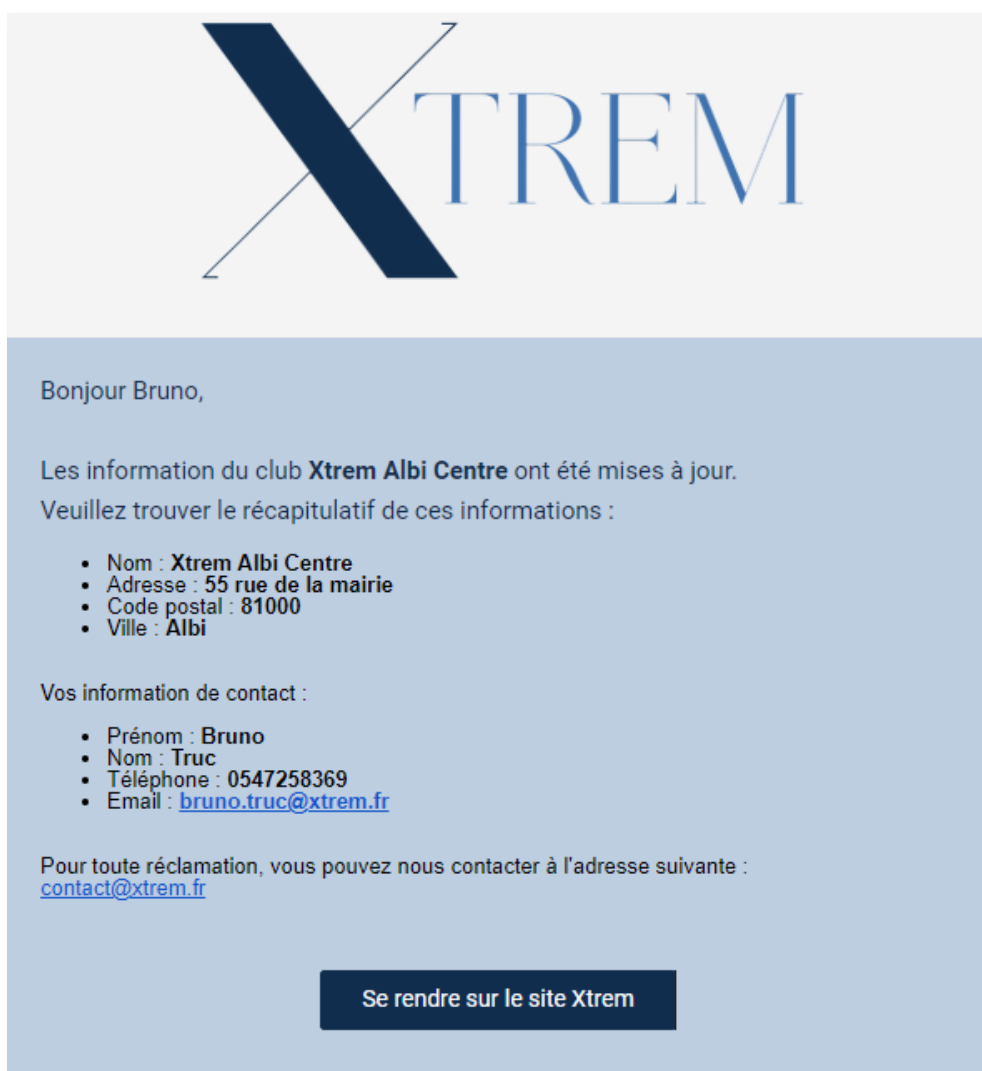 XTREM
Bonjour Bruno,
Les information du club Xtrem Albi Centre ont été mises à jour.
Veuillez trouver le récapitulatif de ces informations :
• Nom : Xtrem Albi Centre
• Adresse : 55 rue de la mairie
• Code postal : 81000
• Ville : Albi
Vos information de contact :
• Prénom : Bruno
• Nom : Truc
• Téléphone : 0547258369
• Email : bruno.truc@xtrem.fr
Pour toute réclamation, vous pouvez nous contacter à l'adresse suivante :
contact@xtrem.fr
Se rendre sur le site Xtrem